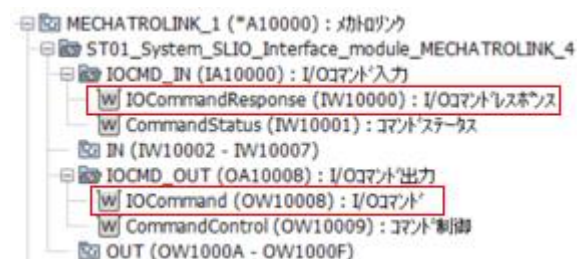 MECHATROLINK_1 (*A10000) : ﾒｶﾄﾛﾘﾝｸ
ST01_System_SLIO_Interface_module_MECHATROLINK_4
IOCMD_IN (IA10000) : I/Oｺﾏﾝﾄﾞ入力
IOCommandResponse (IW10000) : I/Oｺﾏﾝﾄﾞﾚｽﾎﾟﾝｽ
CommandStatus (IW10001) : ｺﾏﾝﾄﾞｽﾃｰﾀｽ
IN (IW10002 - IW10007)
IOCMD_OUT (OA10008) : I/Oｺﾏﾝﾄﾞ出力
IOCommand (OW10008) : I/Oｺﾏﾝﾄﾞ
CommandControl (OW10009) : ｺﾏﾝﾄﾞ制御
OUT (OW1000A - OW1000F)